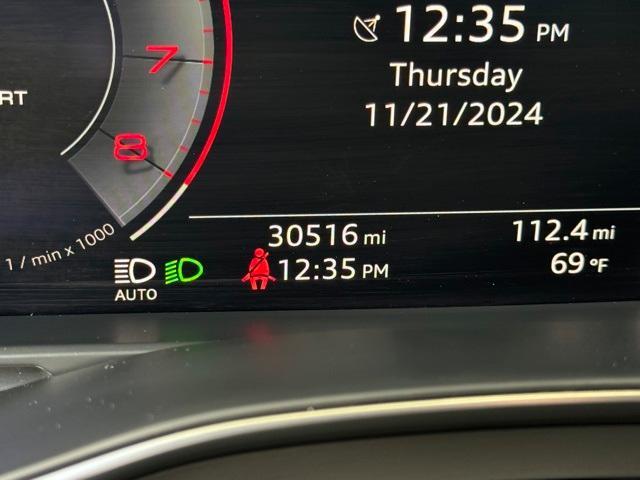 12:35 PM
7
Thursday
RT
11/21/2024
8
1 / min x 1000
30516 mi
112.4 mi
12:35 PM
69 °F
AUTO